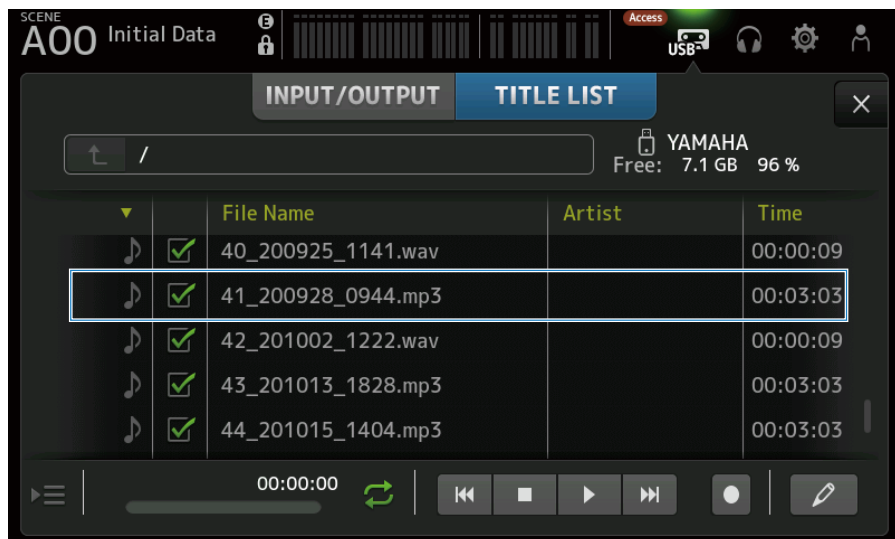 SCENE
A00 Initial Data
E
Access
USB
INPUT/OUTPUT TITLE LIST
/
YAMAHA
Free: 7.1 GB 96 %
File Name Artist Time
40_200925_1141.wav 00:00:09
41_200928_0944.mp3 00:03:03
42_201002_1222.wav 00:00:09
43_201013_1828.mp3 00:03:03
44_201015_1404.mp3 00:03:03
00:00:00